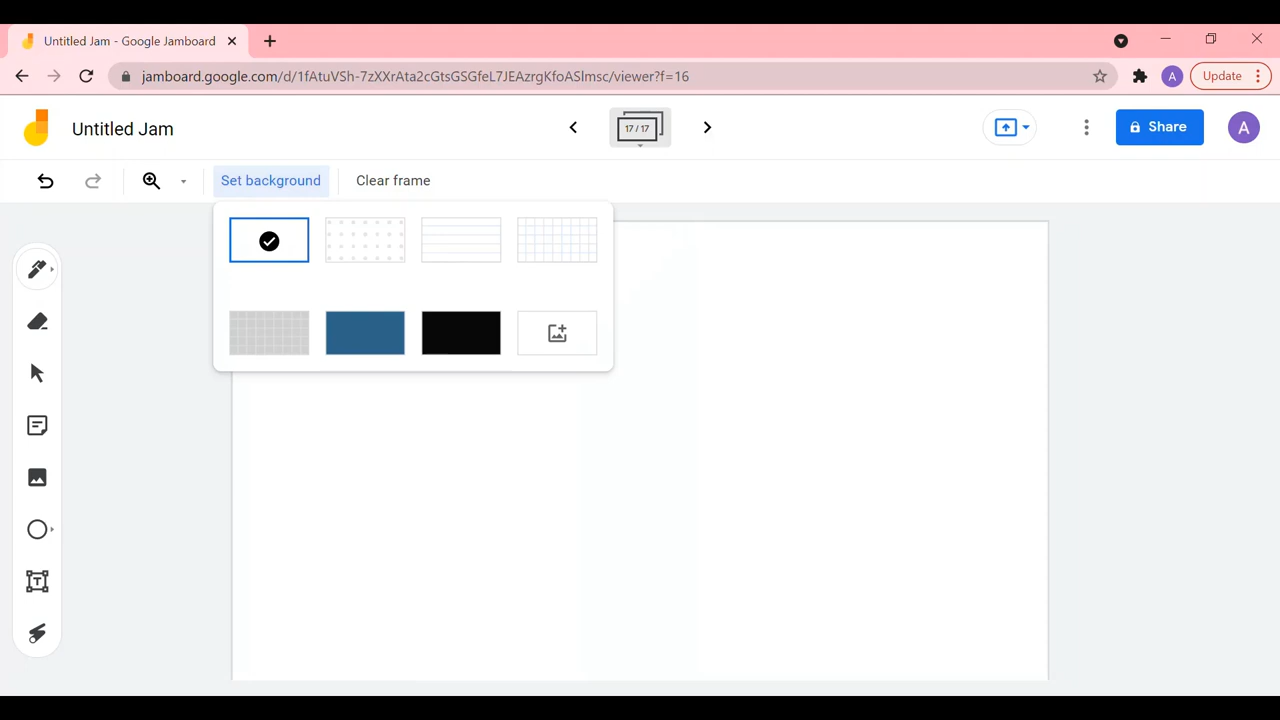 Untitled Jam - Google Jamboard
jamboard.google.com/d/1fAtuVSh-7zXXrAta2cGtsGSGfeL7JEAzrgKfoASlmsc/viewer?f=16
A
Update
Untitled Jam
17 / 17
Share
A
Set background
Clear frame
T